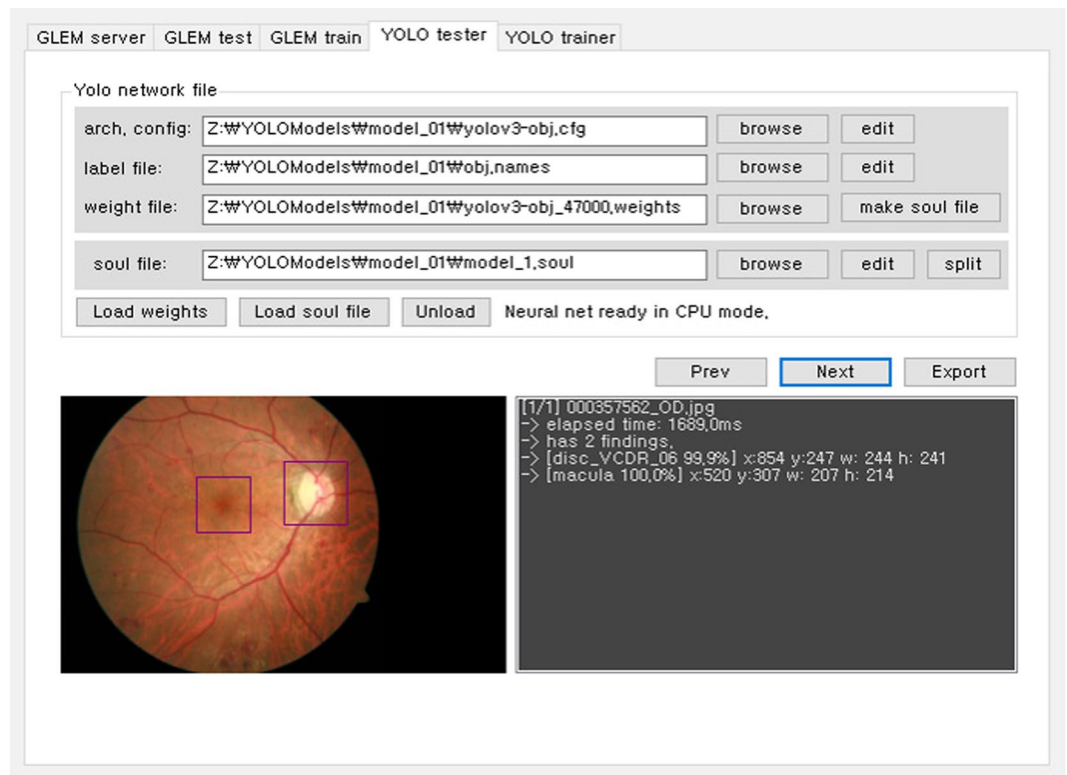 GLEM server GLEM test GLEM train YOLO tester YOLO trainer
Yolo network file
arch, config: Z:₩YOLOModels₩model_01₩yolov3-obj,cfg browse edit
label file: Z:₩YOLOModels₩model_01₩obj,names browse edit
weight file: Z:₩YOLOModels₩model_01₩yolov3-obj_47000,weights browse make soul file
soul file: Z:₩YOLOModels₩model_01₩model_1,soul browse edit split
Load weights Load soul file Unload Neural net ready in CPU mode,
Prev Next Export
[1/1] 000357562_OD,jpg
-> elapsed time: 1689,0ms
-> has 2 findings,
-> [disc_VCDR_06 99,9%] x:854 y:247 w: 244 h: 241
-> [macula 100,0%] x:520 y:307 w: 207 h: 214